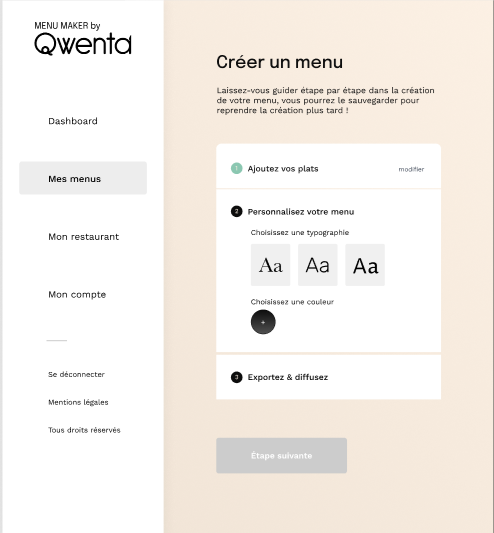 MENU MAKER by
Qwenta
Dashboard
Mes menus
Mon restaurant
Mon compte
Se déconnecter
Mentions légales
Tous droits réservés
Créer un menu
Laissez-vous guider étape par étape dans la création
de votre menu, vous pourrez le sauvegarder pour
reprendre la création plus tard !
1 Ajoutez vos plats modifier
2 Personnalisez votre menu
Choisissez une typographie
Aa Aa Aa
Choisissez une couleur
+
3 Exportez & diffusez
Étape suivante